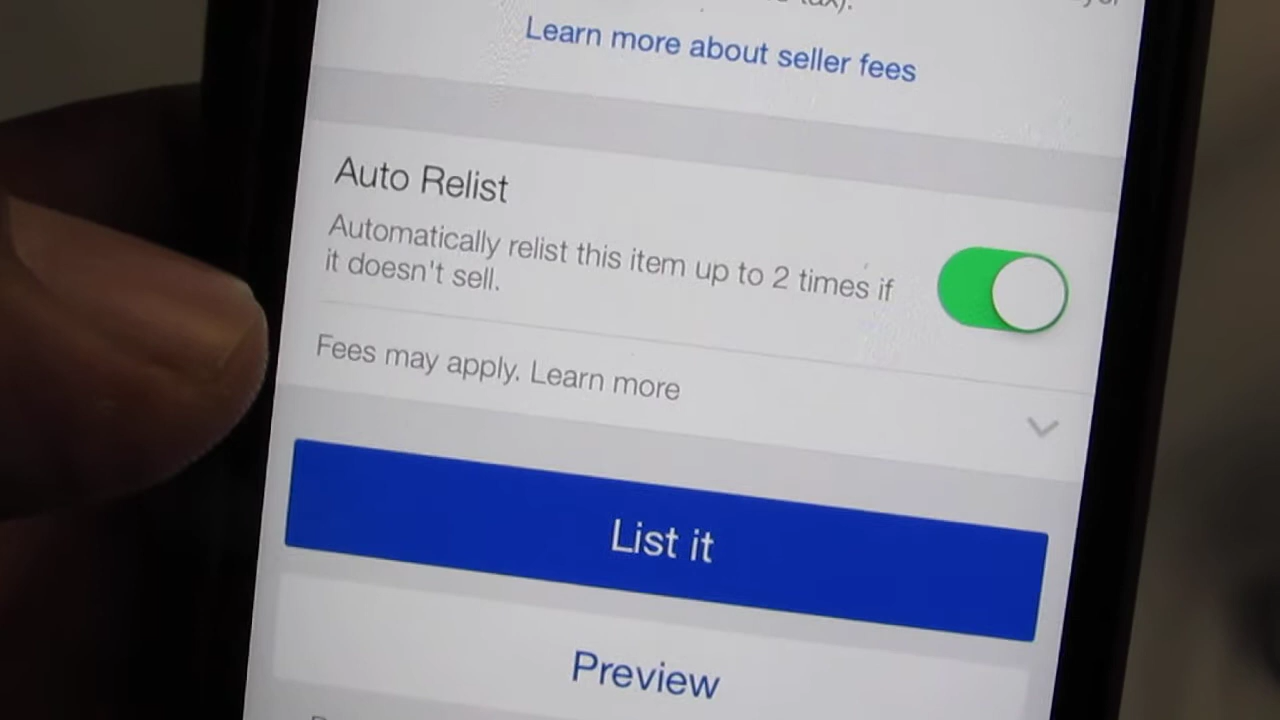 tax).
Learn more about seller fees
Auto Relist
Automatically relist this item up to 2 times if
it doesn't sell.
Fees may apply. Learn more
List it
Preview